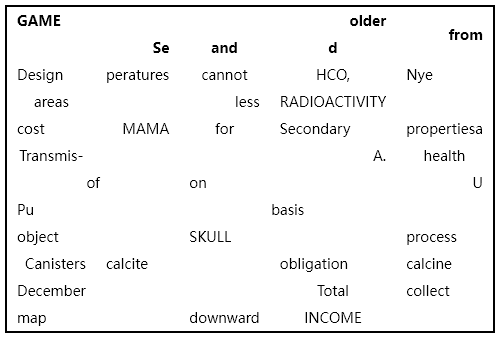 GAME older from
Se and d
Design peratures cannot HCO, Nye
areas less RADIOACTIVITY
cost MAMA for Secondary propertiesa
Transmis- A. health
of on U
Pu basis
object SKULL process
Canisters calcite obligation calcine
December Total collect
map downward INCOME